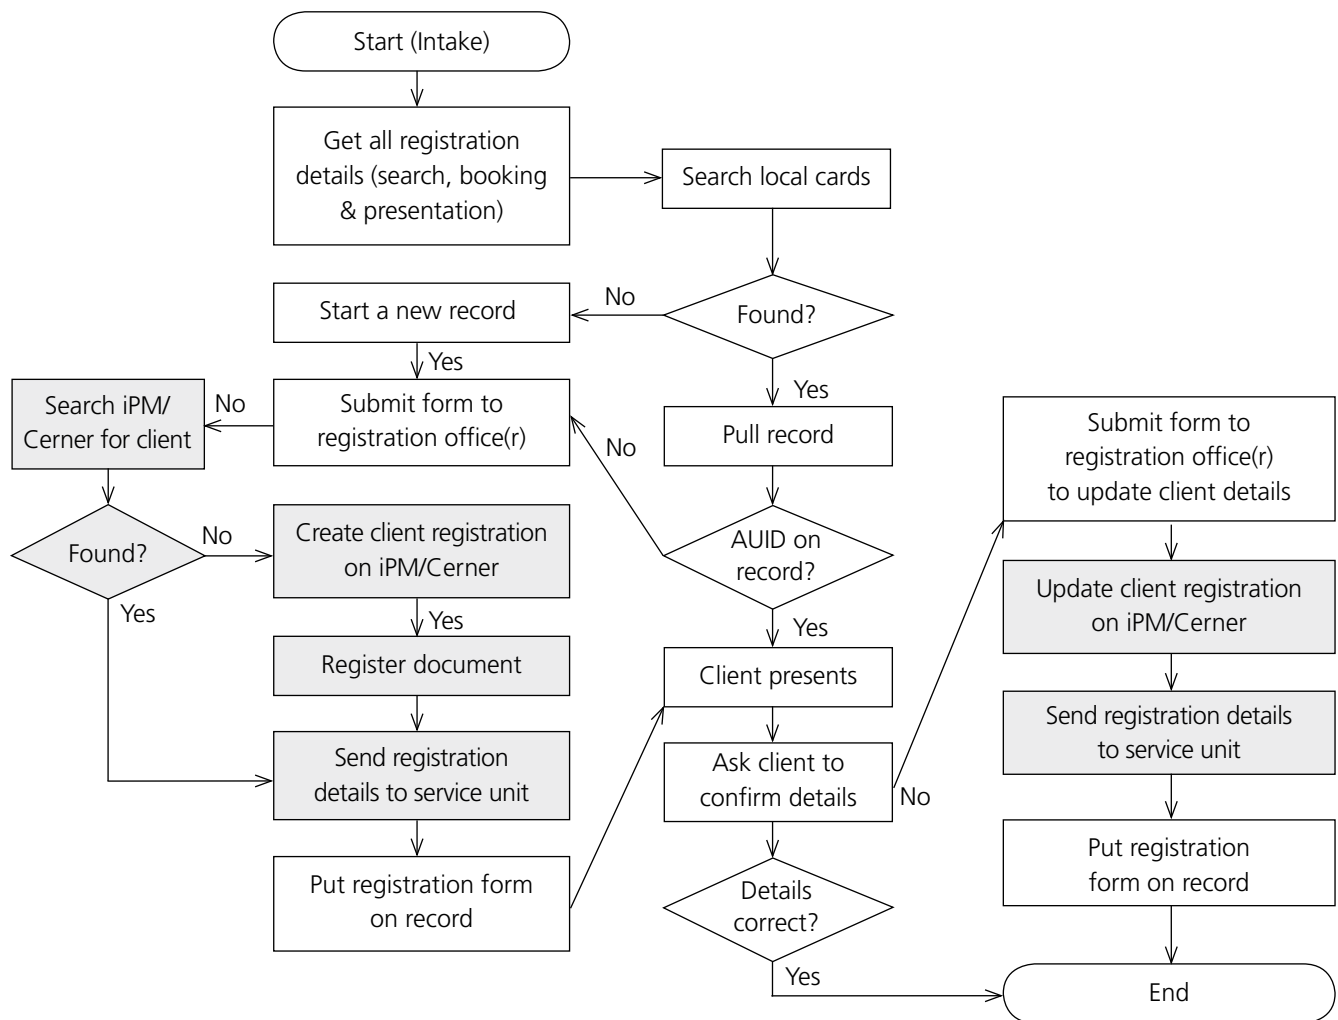 Start (Intake)
Get all registration
details (search, booking
& presentation)
Search local cards
Found?
No
Start a new record
Yes
Submit form to
registration office(r)
No
Search iPM/
Cerner for client
Found?
No
Create client registration
on iPM/Cerner
Yes
Register document
Yes
Send registration
details to service unit
Put registration form
on record
Yes
Pull record
AUID on
record?
No
Yes
Client presents
Ask client to
confirm details
No
Details
correct?
Yes
Submit form to
registration office(r)
to update client details
Update client registration
on iPM/Cerner
Send registration details
to service unit
Put registration
form on record
End